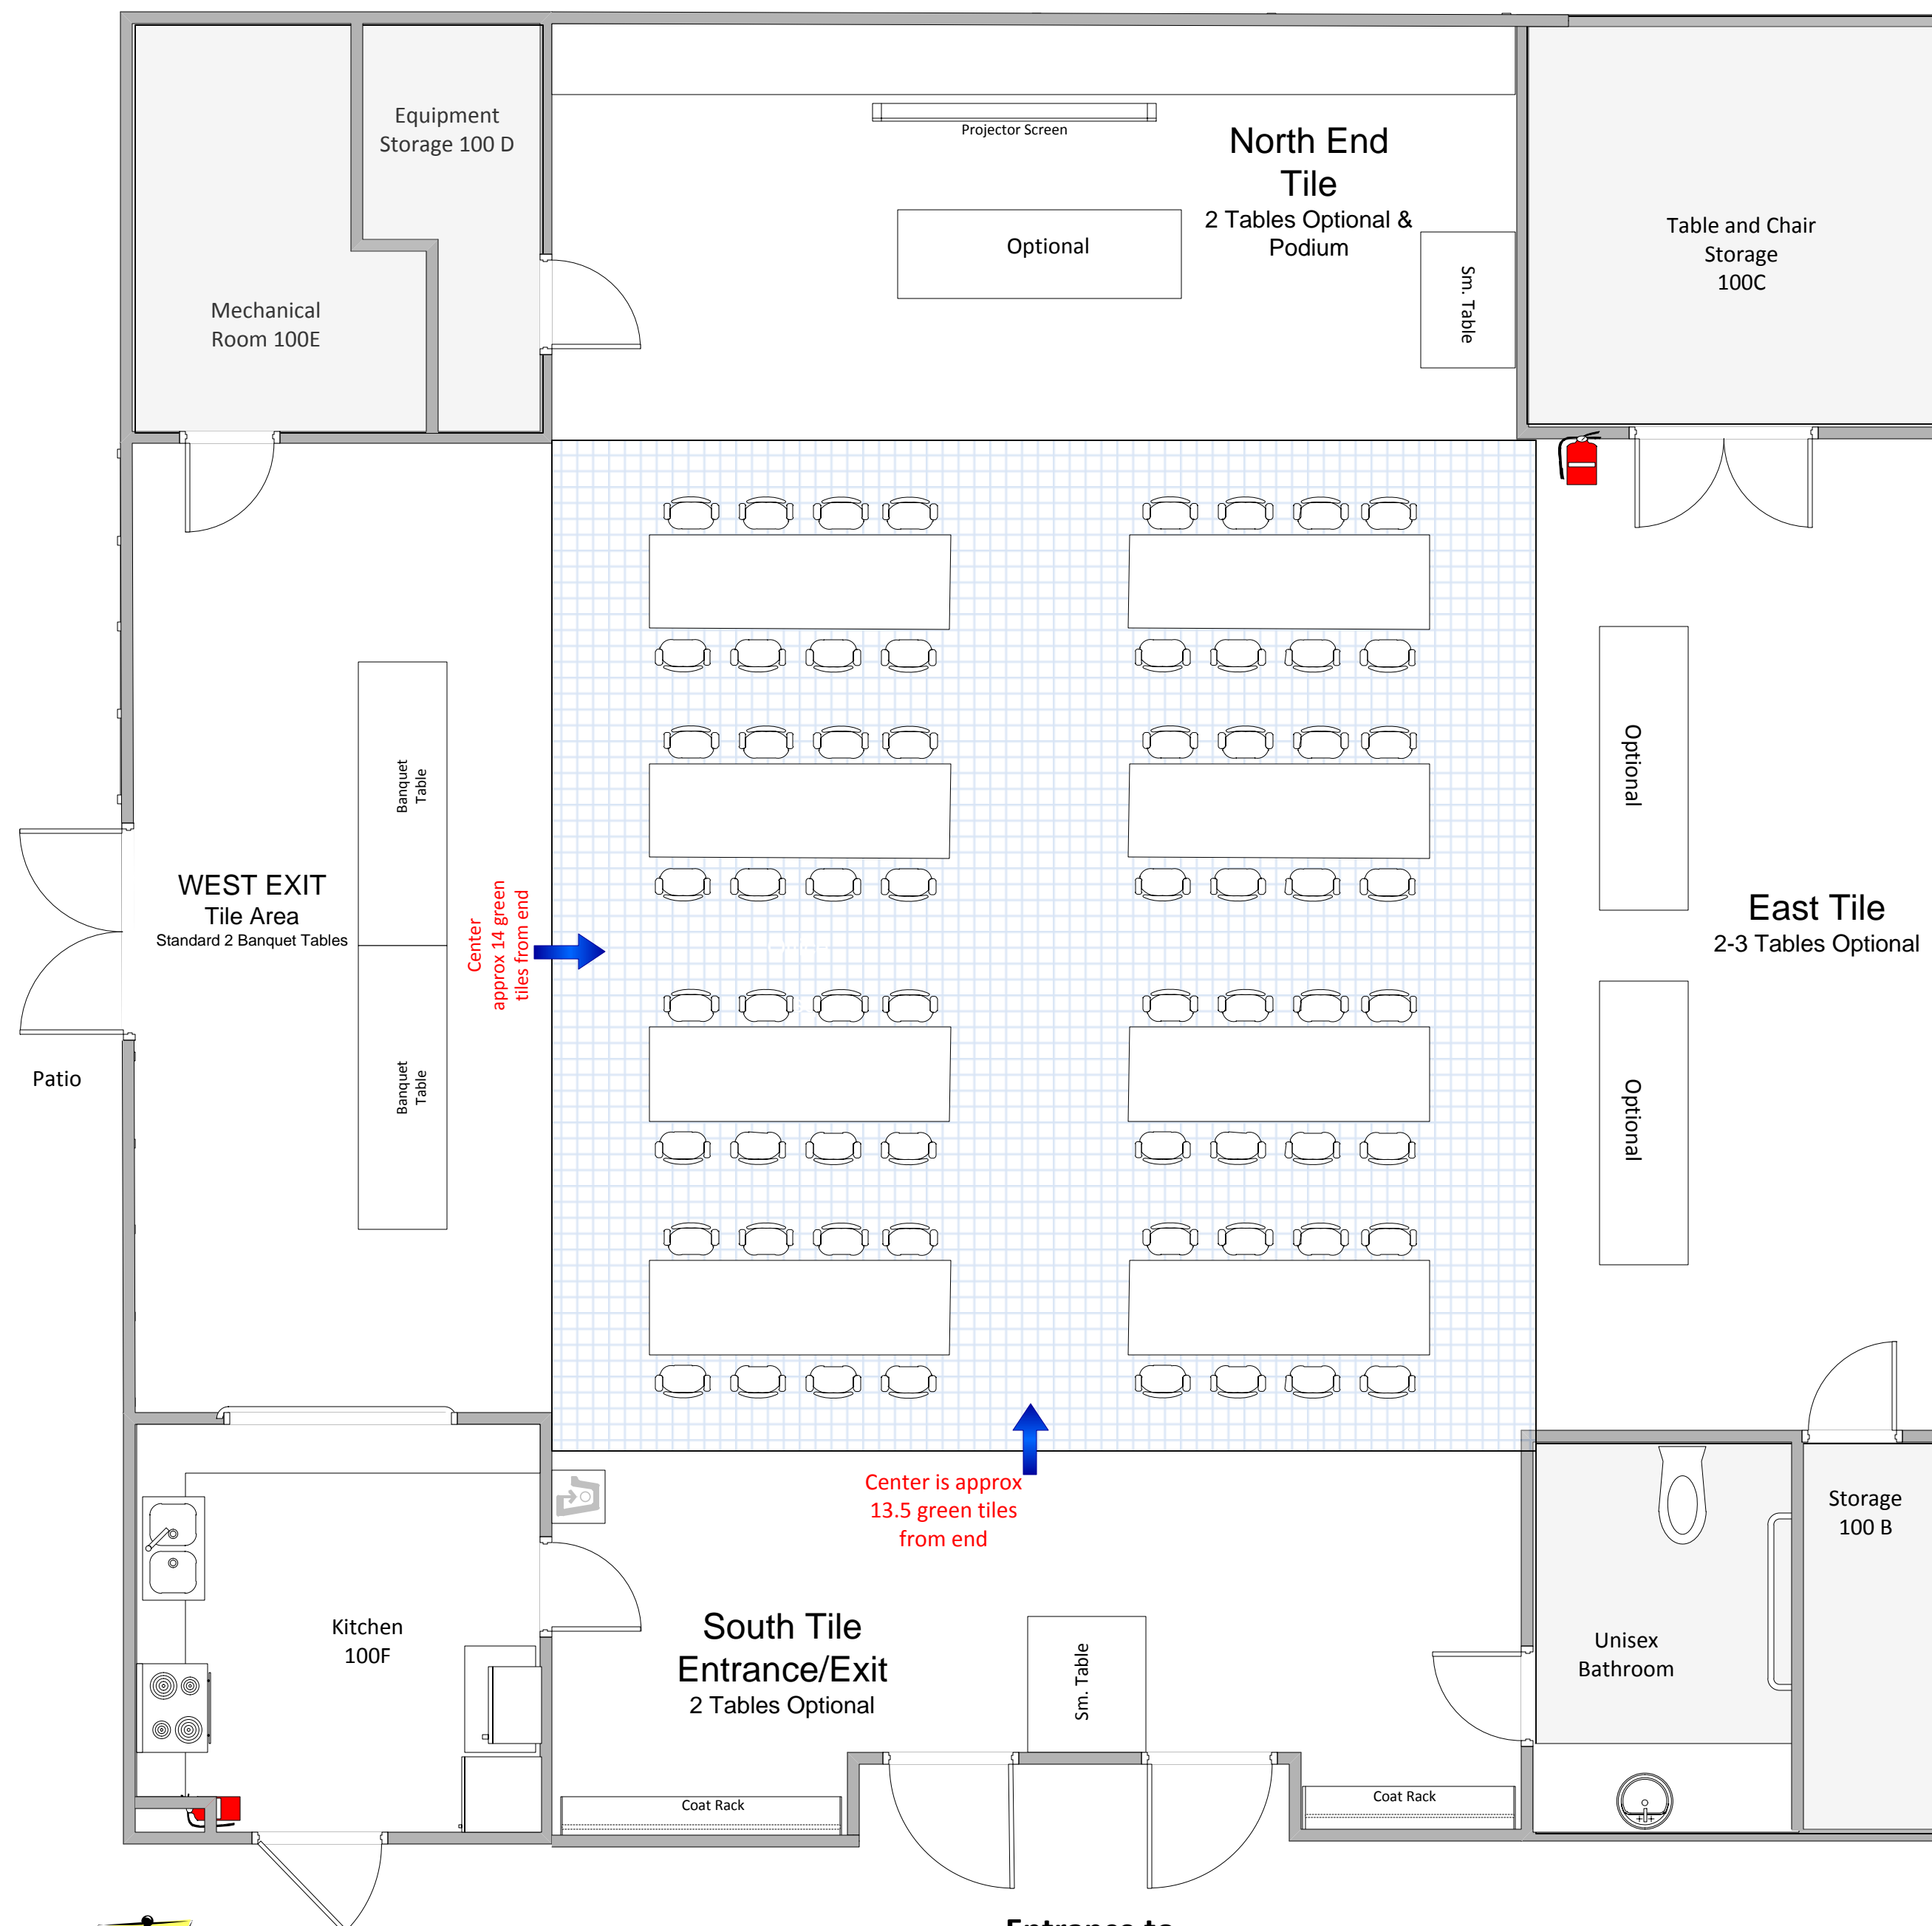 Equipment
Storage 100 D
Projector Screen
North End
Tile
2 Tables Optional &
Podium
Optional
Sm. Table
Table and Chair
Storage
100C
Mechanical
Room 100E
Banquet
Table
Optional
WEST EXIT
Tile Area
Standard 2 Banquet Tables
Center
approx 14 green
tiles from end
East Tile
2-3 Tables Optional
Patio
Banquet
Table
Optional
Center is approx
13.5 green tiles
from end
Storage
100 B
Kitchen
100F
South Tile
Entrance/Exit
2 Tables Optional
Sm. Table
Unisex
Bathroom
Coat Rack
Coat Rack
Entrance to